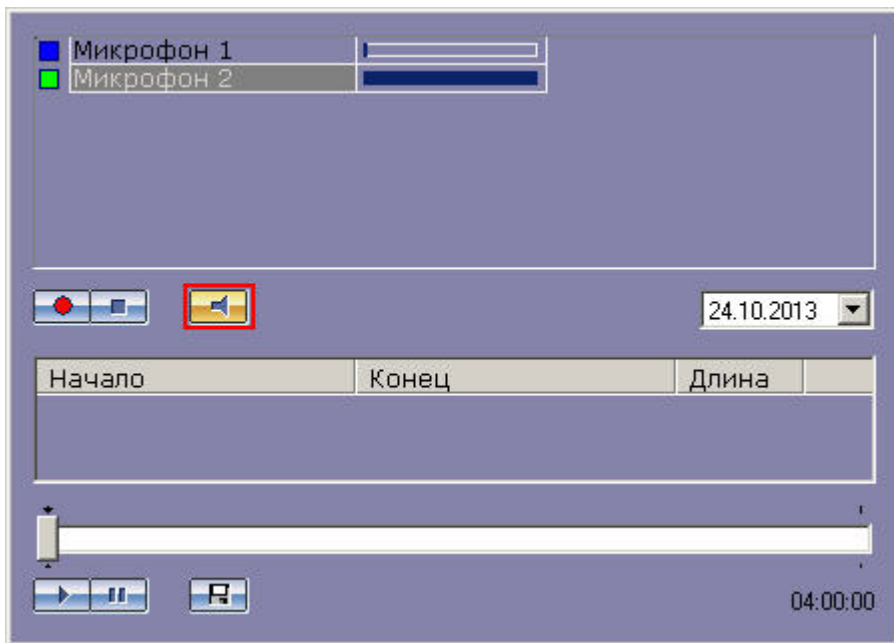 Микрофон 1
Микрофон 2
24.10.2013
Начало Конец Длина
04:00:00